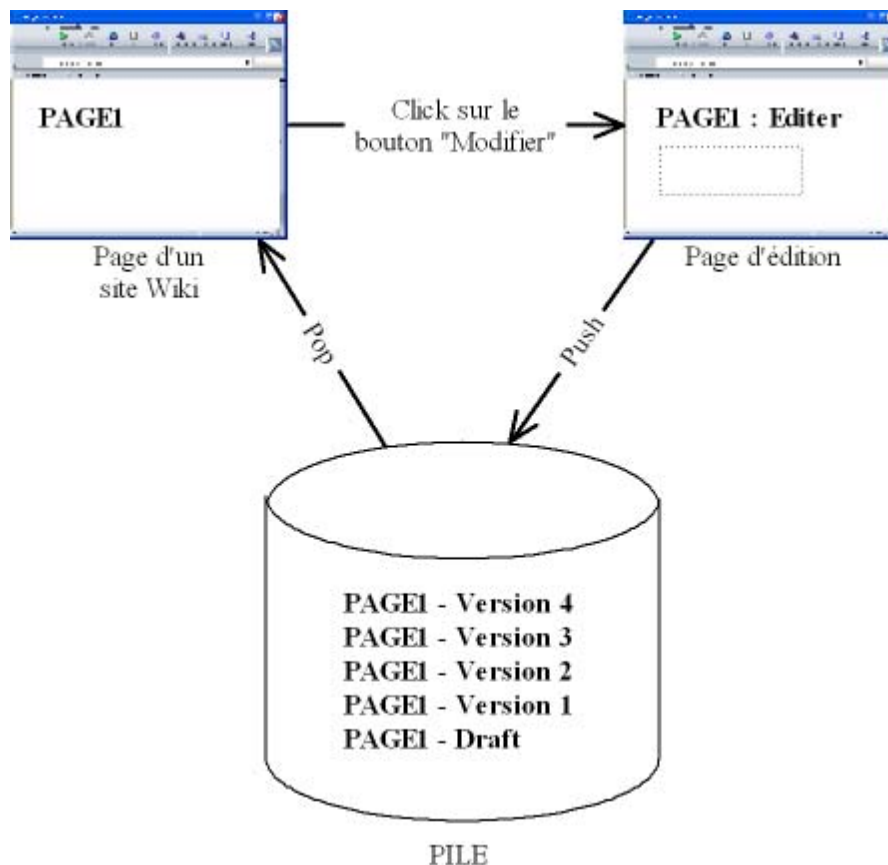 PAGE1
Click sur le
bouton "Modifier"
PAGE1 : Editer
Page d'un
site Wiki
Page d'édition
Pop
Push
PAGE1 - Version 4
PAGE1 - Version 3
PAGE1 - Version 2
PAGE1 - Version 1
PAGE1 - Draft
PILE